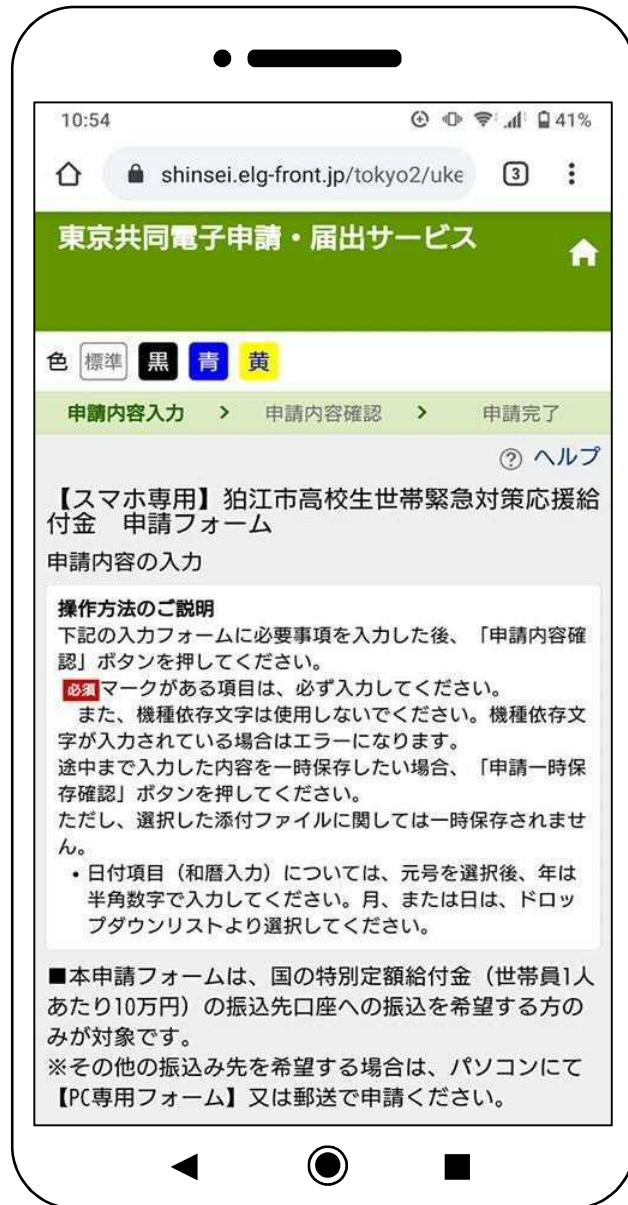 10:54 41%
shinsei.elg-front.jp/tokyo2/uke 3
東京共同電子申請・届出サービス
色 標準 黒 青 黄
申請内容入力 > 申請内容確認 > 申請完了
? ヘルプ
【スマホ専用】狛江市高校生世帯緊急対策応援給
付金 申請フォーム
申請内容の入力
操作方法のご説明
下記の入力フォームに必要事項を入力した後、「申請内容確
認」ボタンを押してください。
必須マークがある項目は、必ず入力してください。
また、機種依存文字は使用しないでください。機種依存文
字が入力されている場合はエラーになります。
途中まで入力した内容を一時保存したい場合、「申請一時保
存確認」ボタンを押してください。
ただし、選択した添付ファイルに関しては一時保存されませ
ん。
・日付項目（和暦入力）については、元号を選択後、年は
半角数字で入力してください。月、または日は、ドロッ
プダウンリストより選択してください。
■本申請フォームは、国の特別定額給付金（世帯員1人
あたり10万円）の振込先口座への振込を希望する方の
みが対象です。
※その他の振込み先を希望する場合は、パソコンにて
【PC専用フォーム】又は郵送で申請ください。